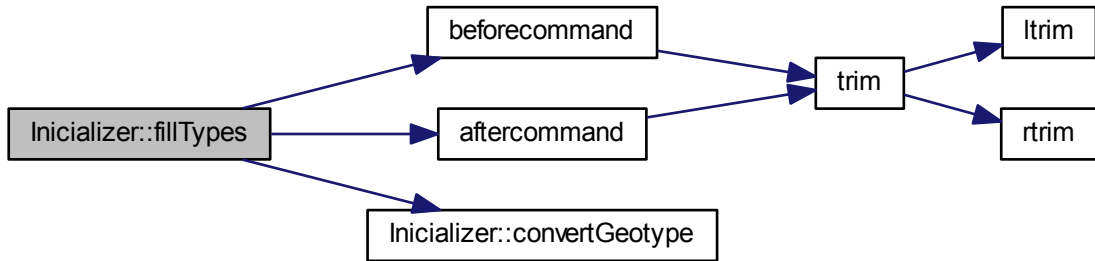 beforecommand
ltrim
trim
Inicializer::fillTypes
aftercommand
rtrim
Inicializer::convertGeotype